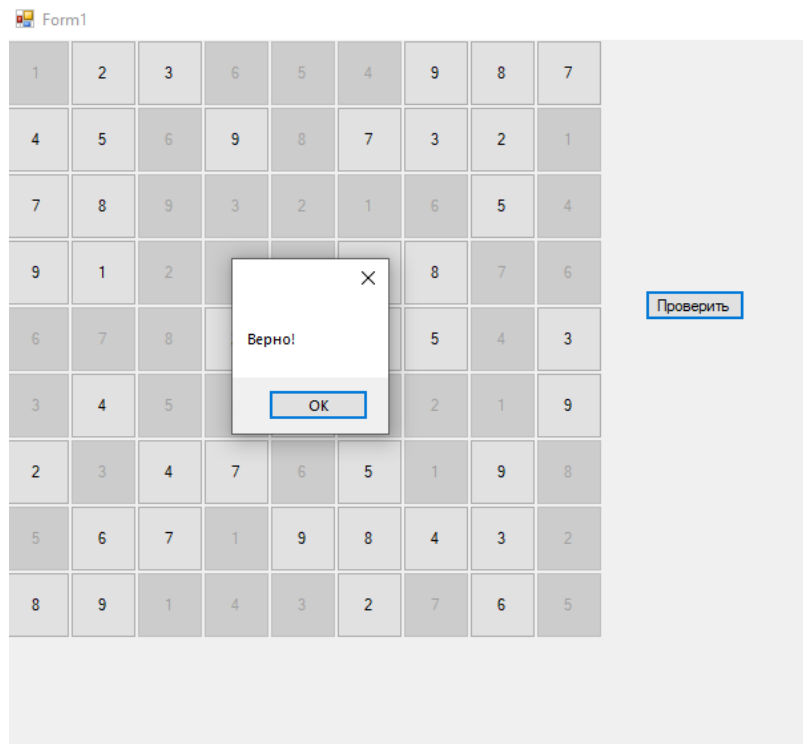 Form1
1 2 3 6 5 4 9 8 7
4 5 6 9 8 7 3 2 1
7 8 9 3 2 1 6 5 4
9 1 2 8 7 6
Проверить
6 7 8 5 4 3
Верно!
3 4 5 2 1 9
OK
2 3 4 7 6 5 1 9 8
5 6 7 1 9 8 4 3 2
8 9 1 4 3 2 7 6 5